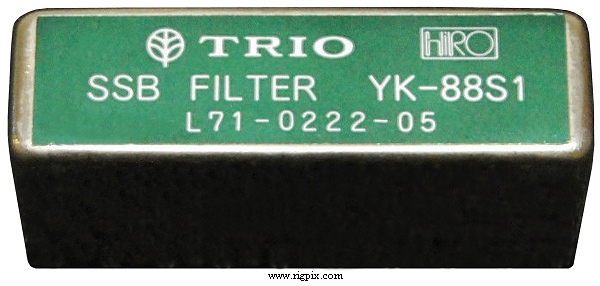 TRIO HiRO
SSB FILTER YK-88S1
L71-0222-05
www.rigpix.com